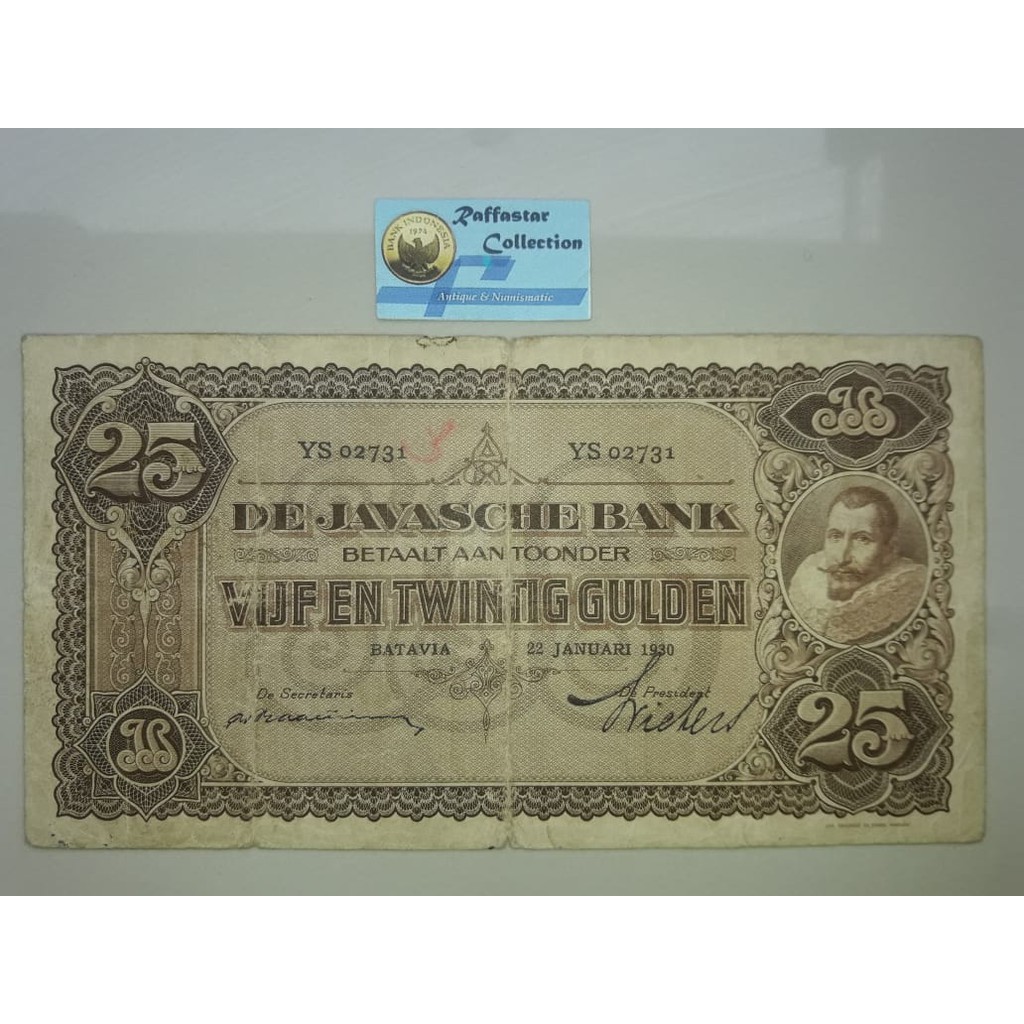 Raffastar
Collection
BANK INDONESIA
1974
Antique & Numismatic
25
JB
YS 02731
YS 02731
DE JAVASCHE BANK
BETAALT AAN TOONDER
VIJF EN TWINTIG GULDEN
BATAVIA 22 JANUARI 1930
De Secretaris
De President
JB
25